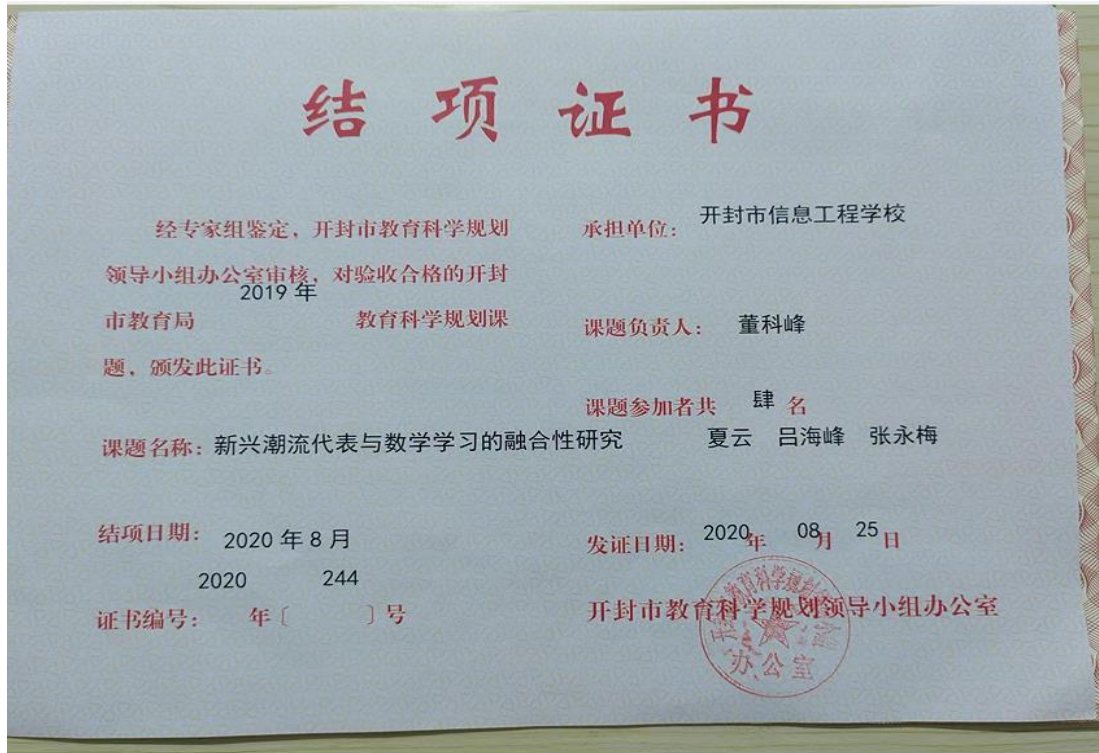 结项证书
经专家组鉴定，开封市教育科学规划
领导小组办公室审核，对验收合格的开封
市教育局 2019 年 教育科学规划课
题，颁发此证书。
课题名称：新兴潮流代表与数学学习的融合性研究
结项日期： 2020 年 8 月
证书编号： 2020 年〔 244 〕号
承担单位： 开封市信息工程学校
课题负责人： 董科峰
课题参加者共 肆 名
夏云 吕海峰 张永梅
发证日期： 2020 年 08 月 25 日
开封市教育科学规划领导小组办公室
办公室